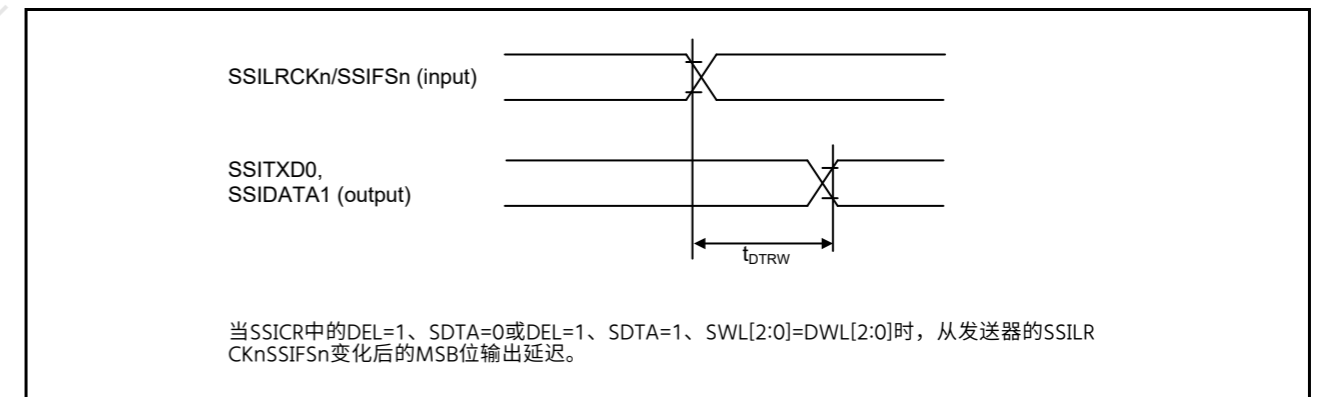 SSILRCKn/SSIFSn (input)
SSITXD0,
SSIDATA1 (output)
tDTRW
当SSICR中的DEL=1、SDTA=0或DEL=1、SDTA=1、SWL[2:0]=DWL[2:0]时，从发送器的SSILR
CKnSSIFSn变化后的MSB位输出延迟。